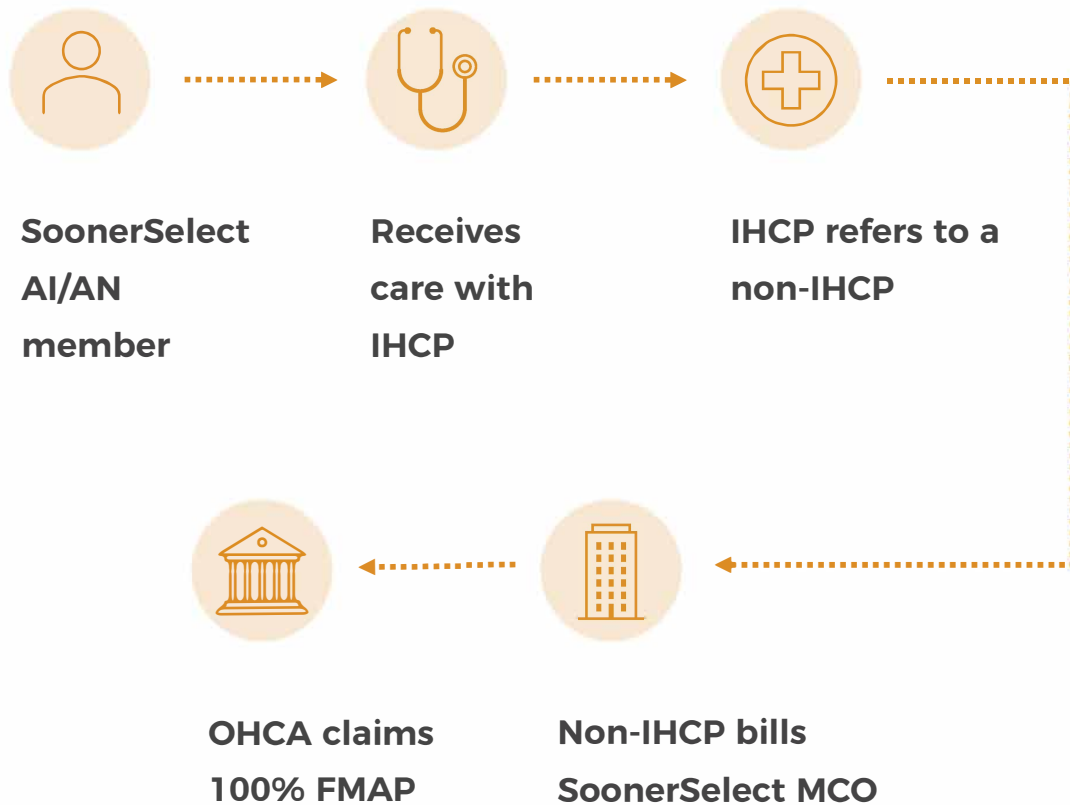 SoonerSelect
AI/AN
member
Receives
care with
IHCP
IHCP refers to a
non-IHCP
OHCA claims
100% FMAP
Non-IHCP bills
SoonerSelect MCO